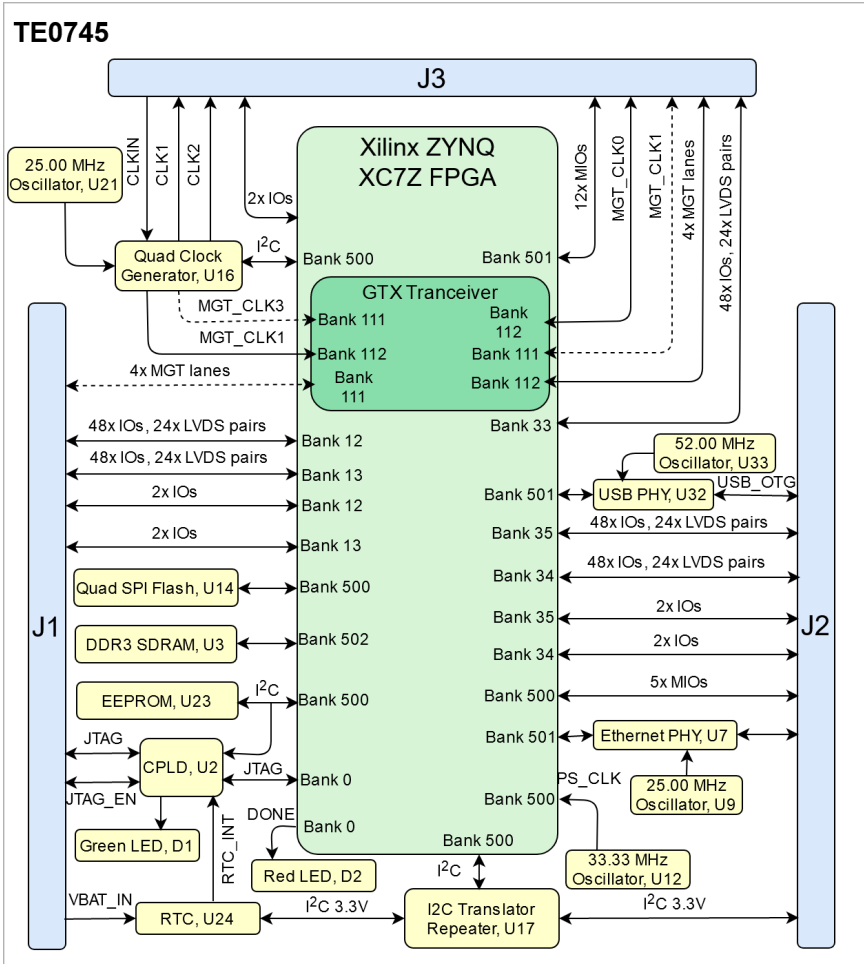 TE0745
J3
CLKIN
CLK1
CLK2
2x IOs
12x MIOs
MGT_CLK0
MGT_CLK1
4x MGT lanes
48x IOs, 24x LVDS pairs
Xilinx ZYNQ
XC7Z FPGA
25.00 MHz
Oscillator, U21
Quad Clock
Generator, U16
I²C
Bank 500
Bank 501
GTX Tranceiver
MGT_CLK3
Bank 111
Bank
112
MGT_CLK1
Bank 112
Bank 111
4x MGT lanes
Bank
111
Bank 112
48x IOs, 24x LVDS pairs
Bank 12
Bank 33
48x IOs, 24x LVDS pairs
Bank 13
52.00 MHz
Oscillator, U33
2x IOs
Bank 12
Bank 501
USB PHY, U32
USB_OTG
2x IOs
Bank 13
Bank 35
48x IOs, 24x LVDS pairs
Quad SPI Flash, U14
Bank 500
Bank 34
48x IOs, 24x LVDS pairs
J1
J2
DDR3 SDRAM, U3
Bank 502
Bank 35
2x IOs
Bank 34
2x IOs
EEPROM, U23
I²C
Bank 500
Bank 500
5x MIOs
JTAG
CPLD, U2
JTAG
Bank 0
Bank 501
Ethernet PHY, U7
JTAG_EN
PS_CLK
25.00 MHz
Oscillator, U9
Bank 500
Green LED, D1
RTC_INT
DONE
Bank 0
Bank 500
Red LED, D2
I²C
33.33 MHz
Oscillator, U12
VBAT_IN
RTC, U24
I²C 3.3V
I2C Translator
Repeater, U17
I²C 3.3V